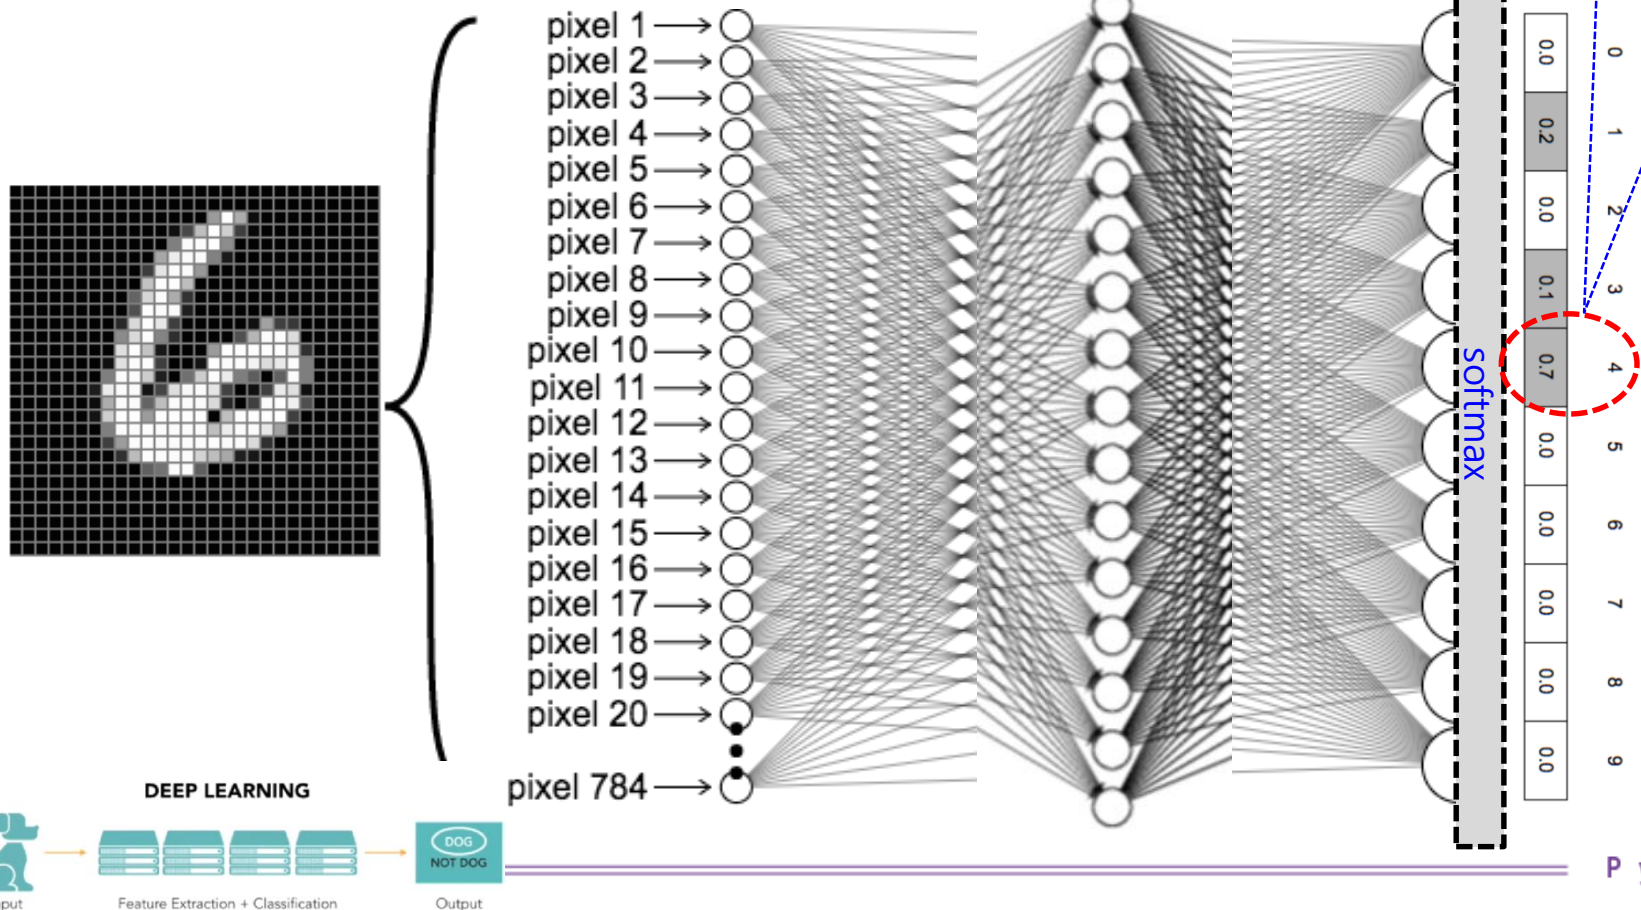 pixel 1
pixel 2
pixel 3
pixel 4
pixel 5
pixel 6
pixel 7
pixel 8
pixel 9
pixel 10
pixel 11
pixel 12
pixel 13
pixel 14
pixel 15
pixel 16
pixel 17
pixel 18
pixel 19
pixel 20
pixel 784
softmax
0.0 0
0.2 1
0.0 2
0.1 3
0.7 4
0.0 5
0.0 6
0.0 7
0.0 8
0.0 9
DEEP LEARNING
DOG
NOT DOG
Feature Extraction + Classification
Output
P